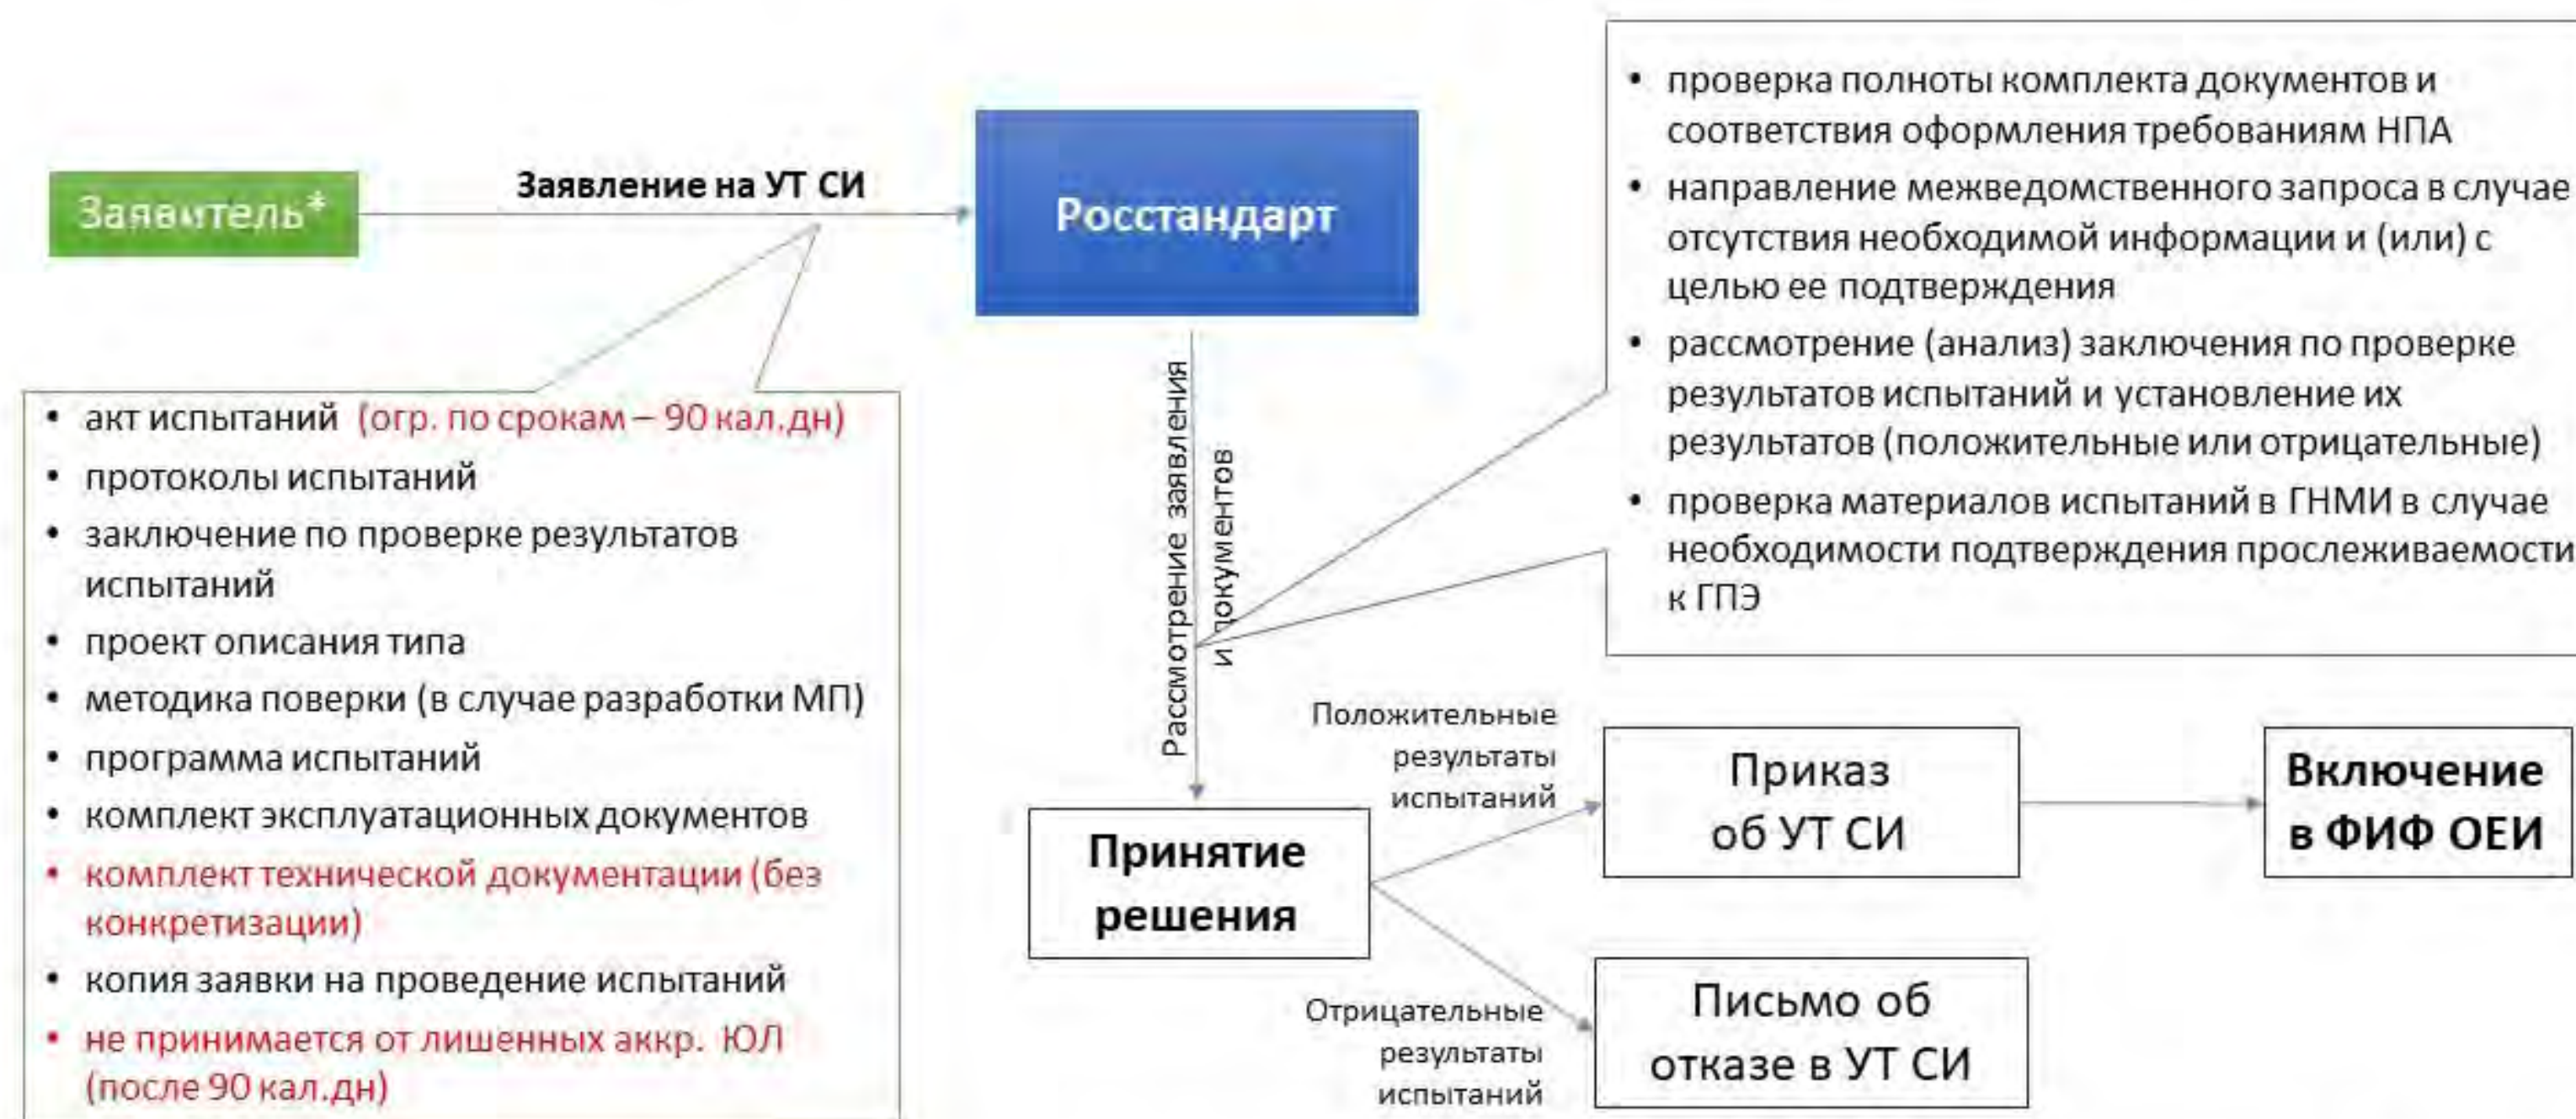 Заявитель*
Заявление на УТ СИ
Росстандарт
• акт испытаний (огр. по срокам – 90 кал.дн)
• протоколы испытаний
• заключение по проверке результатов
испытаний
• проект описания типа
• методика поверки (в случае разработки МП)
• программа испытаний
• комплект эксплуатационных документов
• комплект технической документации (без
конкретизации)
• копия заявки на проведение испытаний
• не принимается от лишенных аккр. ЮЛ
(после 90 кал.дн)
Рассмотрение заявления
и документов
• проверка полноты комплекта документов и
соответствия оформления требованиям НПА
• направление межведомственного запроса в случае
отсутствия необходимой информации и (или) с
целью ее подтверждения
• рассмотрение (анализ) заключения по проверке
результатов испытаний и установление их
результатов (положительные или отрицательные)
• проверка материалов испытаний в ГНМИ в случае
необходимости подтверждения прослеживаемости
к ГПЭ
Принятие
решения
Положительные
результаты
испытаний
Приказ
об УТ СИ
Включение
в ФИФ ОЕИ
Отрицательные
результаты
испытаний
Письмо об
отказе в УТ СИ